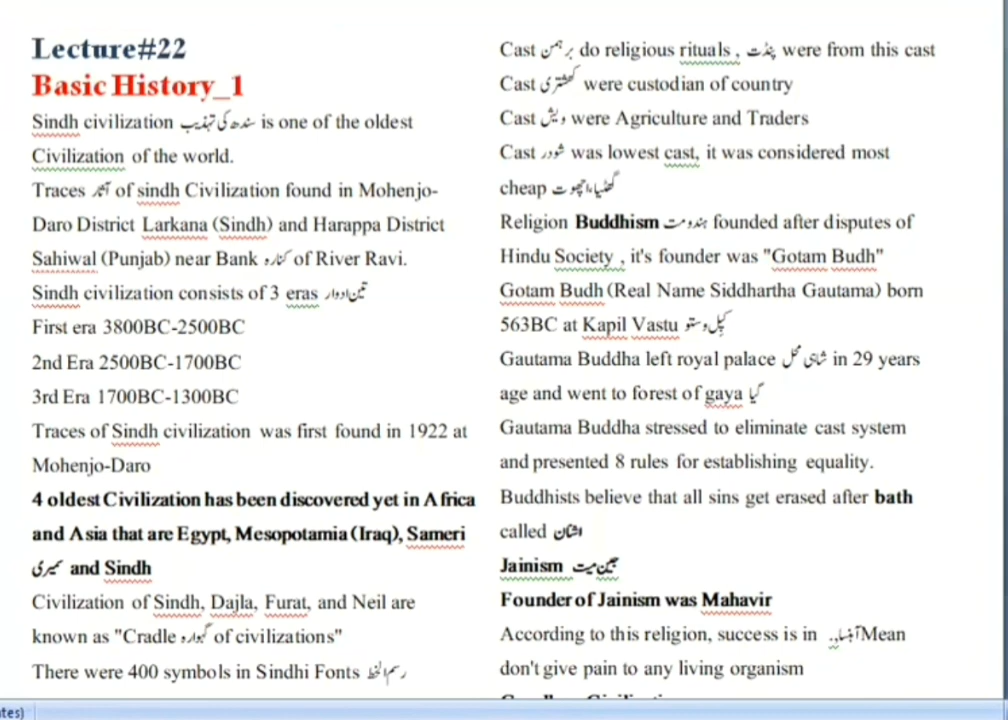 Lecture#22
Basic History_1
Sindh civilization سندھ کی تہذیب is one of the oldest
Civilization of the world.
Traces آثار of sindh Civilization found in Mohenjo-
Daro District Larkana (Sindh) and Harappa District
Sahiwal (Punjab) near Bank کنارہ of River Ravi.
Sindh civilization consists of 3 eras تین ادوار
First era 3800BC-2500BC
2nd Era 2500BC-1700BC
3rd Era 1700BC-1300BC
Traces of Sindh civilization was first found in 1922 at
Mohenjo-Daro
4 oldest Civilization has been discovered yet in Africa
and Asia that are Egypt, Mesopotamia (Iraq), Sameri
سمیری and Sindh
Civilization of Sindh, Dajla, Furat, and Neil are
known as "Cradle گہوارہ of civilizations"
There were 400 symbols in Sindhi Fonts رسم الخط
Cast برہمن do religious rituals , پنڈت were from this cast
Cast کھشتری were custodian of country
Cast ویش were Agriculture and Traders
Cast شودر was lowest cast, it was considered most
cheap گھٹیا،اچھوت
Religion Buddhism ہندومت founded after disputes of
Hindu Society , it's founder was "Gotam Budh"
Gotam Budh (Real Name Siddhartha Gautama) born
563BC at Kapil Vastu کپل وستو
Gautama Buddha left royal palace شاہی محل in 29 years
age and went to forest of gaya گیا
Gautama Buddha stressed to eliminate cast system
and presented 8 rules for establishing equality.
Buddhists believe that all sins get erased after bath
called اشنان
Jainism جین مت
Founder of Jainism was Mahavir
According to this religion, success is in Mean
don't give pain to any living organism